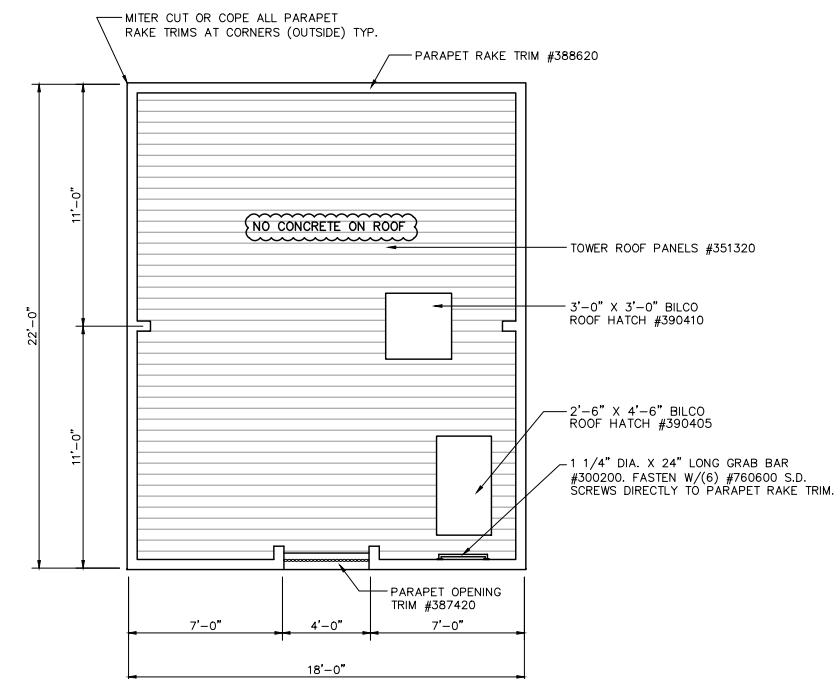 MITER CUT OR COPE ALL PARAPET
RAKE TRIMS AT CORNERS (OUTSIDE) TYP.
PARAPET RAKE TRIM #388620
NO CONCRETE ON ROOF
TOWER ROOF PANELS #351320
3'-0" X 3'-0" BILCO
ROOF HATCH #390410
2'-6" X 4'-6" BILCO
ROOF HATCH #390405
1 1/4" DIA. X 24" LONG GRAB BAR
#300200. FASTEN W/(6) #760600 S.D.
SCREWS DIRECTLY TO PARAPET RAKE TRIM.
PARAPET OPENING
TRIM #387420
22'-0"
11'-0"
11'-0"
7'-0"
4'-0"
7'-0"
18'-0"